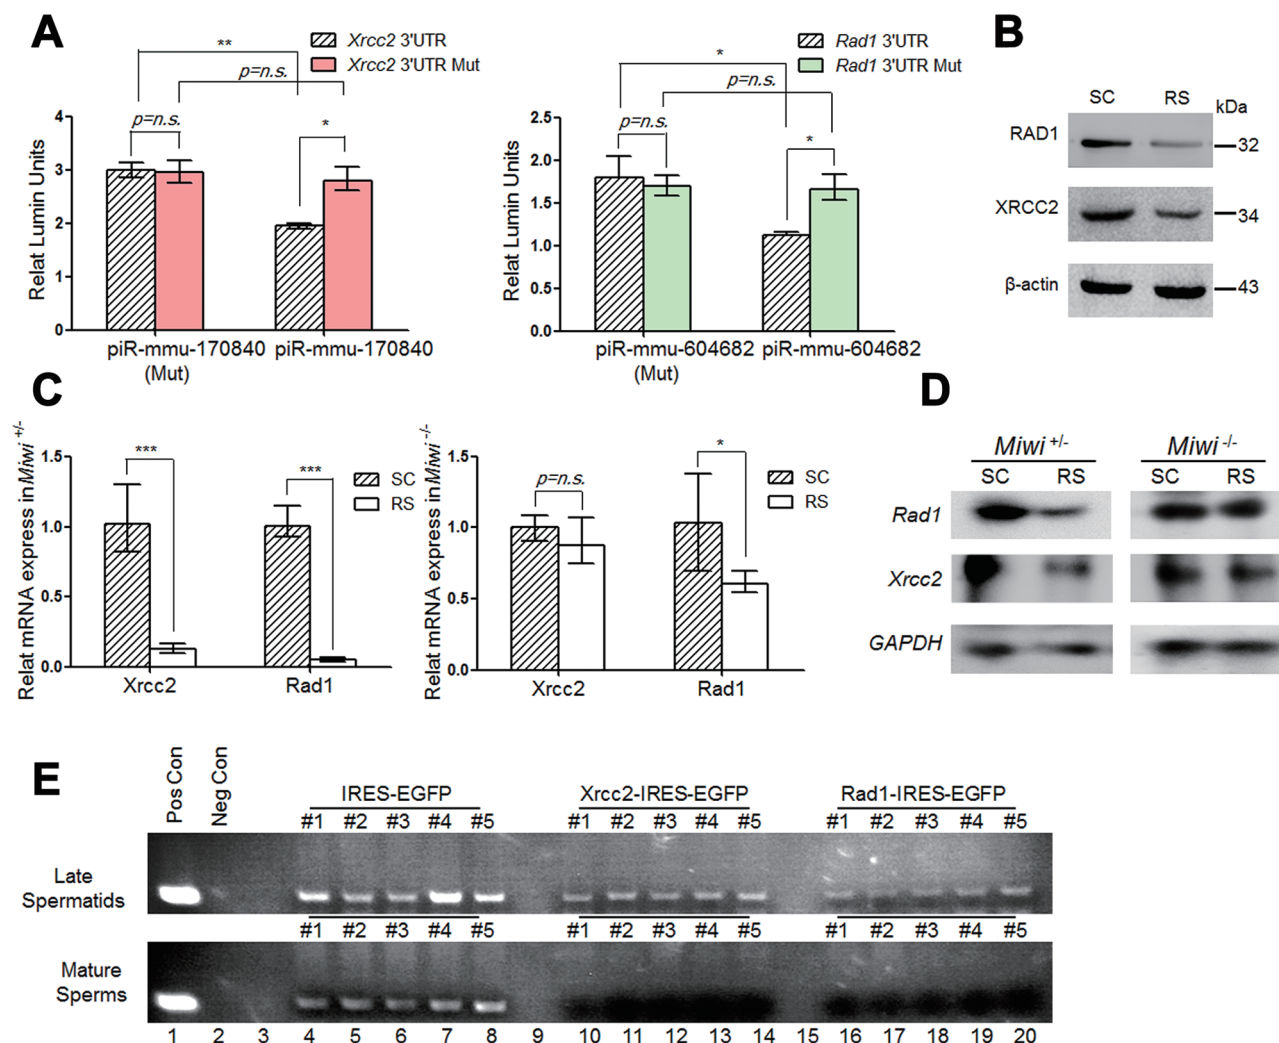 A
Xrcc2 3'UTR
Xrcc2 3'UTR Mut
**
p=n.s.
p=n.s.
*
Relat Lumin Units
4
3
2
1
0
piR-mmu-170840
(Mut)
piR-mmu-170840
Rad1 3'UTR
Rad1 3'UTR Mut
*
p=n.s.
p=n.s.
*
Relat Lumin Units
2.5
2.0
1.5
1.0
0.5
0.0
piR-mmu-604682
(Mut)
piR-mmu-604682
B
SC RS kDa
RAD1 32
XRCC2 34
β-actin 43
C
Relat mRNA express in Miwi +/-
1.5
1.0
0.5
0.0
***
***
SC
RS
Xrcc2 Rad1
Relat mRNA express in Miwi -/-
1.5
1.0
0.5
0.0
p=n.s.
*
SC
RS
Xrcc2 Rad1
D
Miwi +/- Miwi -/-
SC RS SC RS
Rad1
Xrcc2
GAPDH
E
Pos Con
Neg Con
IRES-EGFP Xrcc2-IRES-EGFP Rad1-IRES-EGFP
#1 #2 #3 #4 #5 #1 #2 #3 #4 #5 #1 #2 #3 #4 #5
Late
Spermatids
#1 #2 #3 #4 #5 #1 #2 #3 #4 #5 #1 #2 #3 #4 #5
Mature
Sperms
1 2 3 4 5 6 7 8 9 10 11 12 13 14 15 16 17 18 19 20